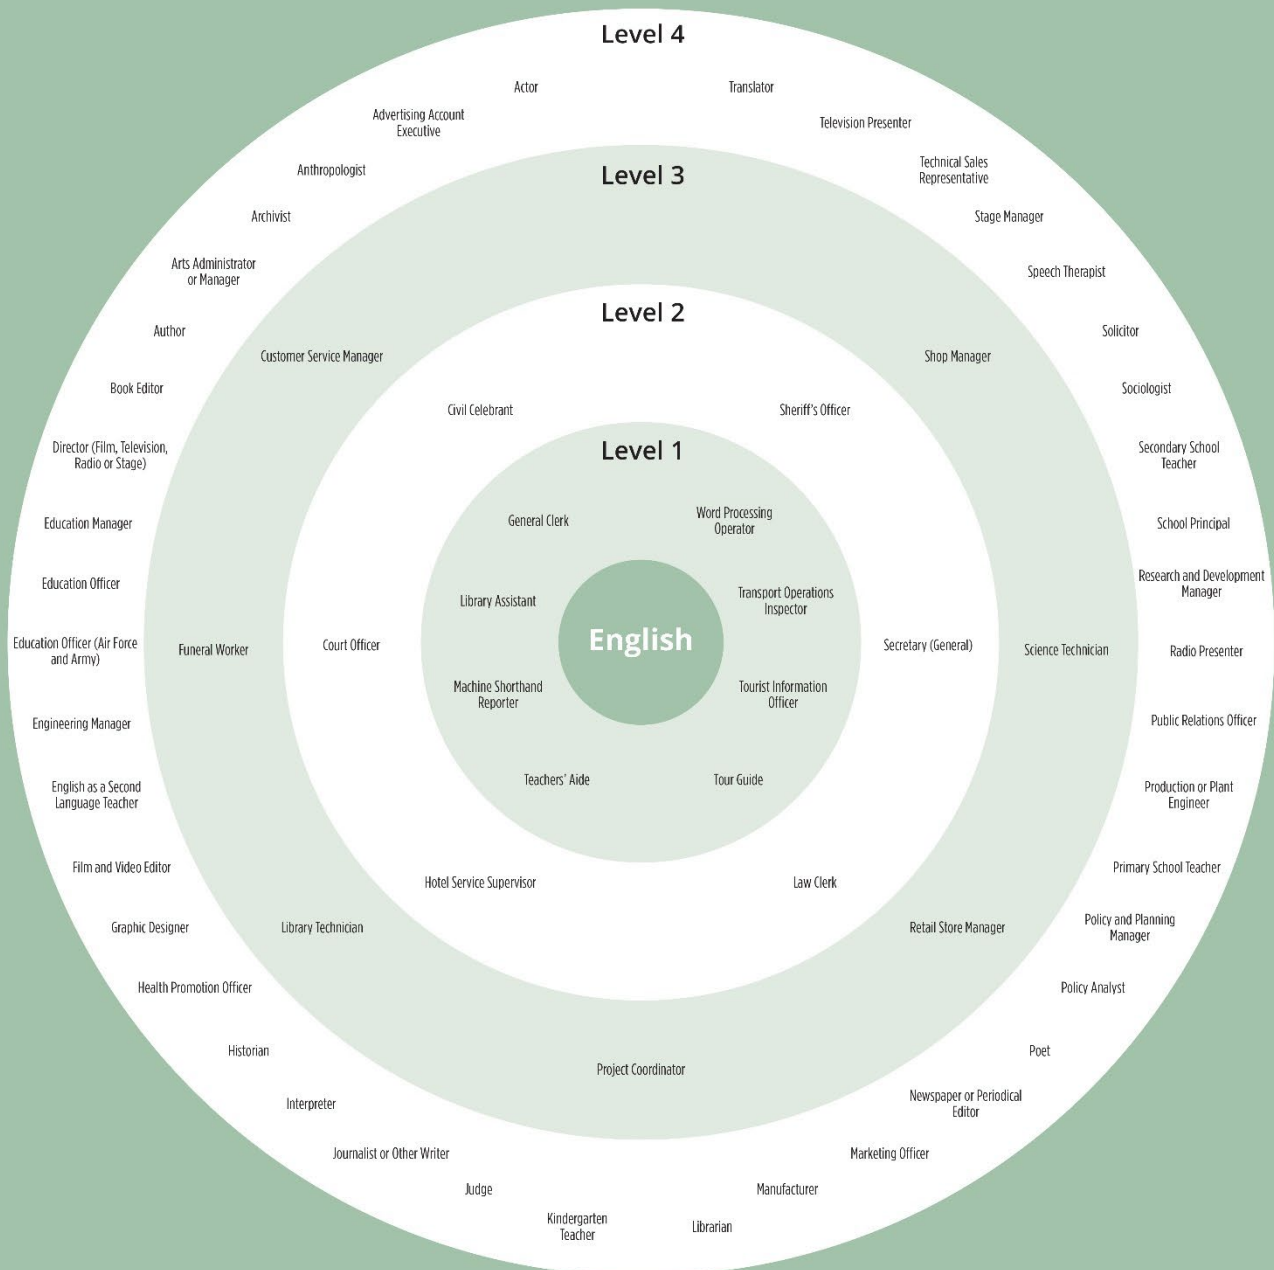 Level 4
Actor
Translator
Advertising Account
Executive
Television Presenter
Anthropologist
Technical Sales
Representative
Archivist
Stage Manager
Arts Administrator
or Manager
Speech Therapist
Author
Solicitor
Book Editor
Sociologist
Director (Film, Television,
Radio or Stage)
Secondary School
Teacher
Education Manager
School Principal
Education Officer
Research and Development
Manager
Education Officer (Air Force
and Army)
Radio Presenter
Engineering Manager
Public Relations Officer
English as a Second
Language Teacher
Production or Plant
Engineer
Film and Video Editor
Primary School Teacher
Graphic Designer
Policy and Planning
Manager
Health Promotion Officer
Policy Analyst
Historian
Poet
Interpreter
Newspaper or Periodical
Editor
Journalist or Other Writer
Marketing Officer
Judge
Manufacturer
Kindergarten
Teacher
Librarian
Level 3
Customer Service Manager
Shop Manager
Funeral Worker
Science Technician
Library Technician
Retail Store Manager
Project Coordinator
Level 2
Civil Celebrant
Sheriff's Officer
Court Officer
Secretary (General)
Hotel Service Supervisor
Law Clerk
Level 1
General Clerk
Word Processing
Operator
Library Assistant
Transport Operations
Inspector
Machine Shorthand
Reporter
Tourist Information
Officer
Teachers' Aide
Tour Guide
English